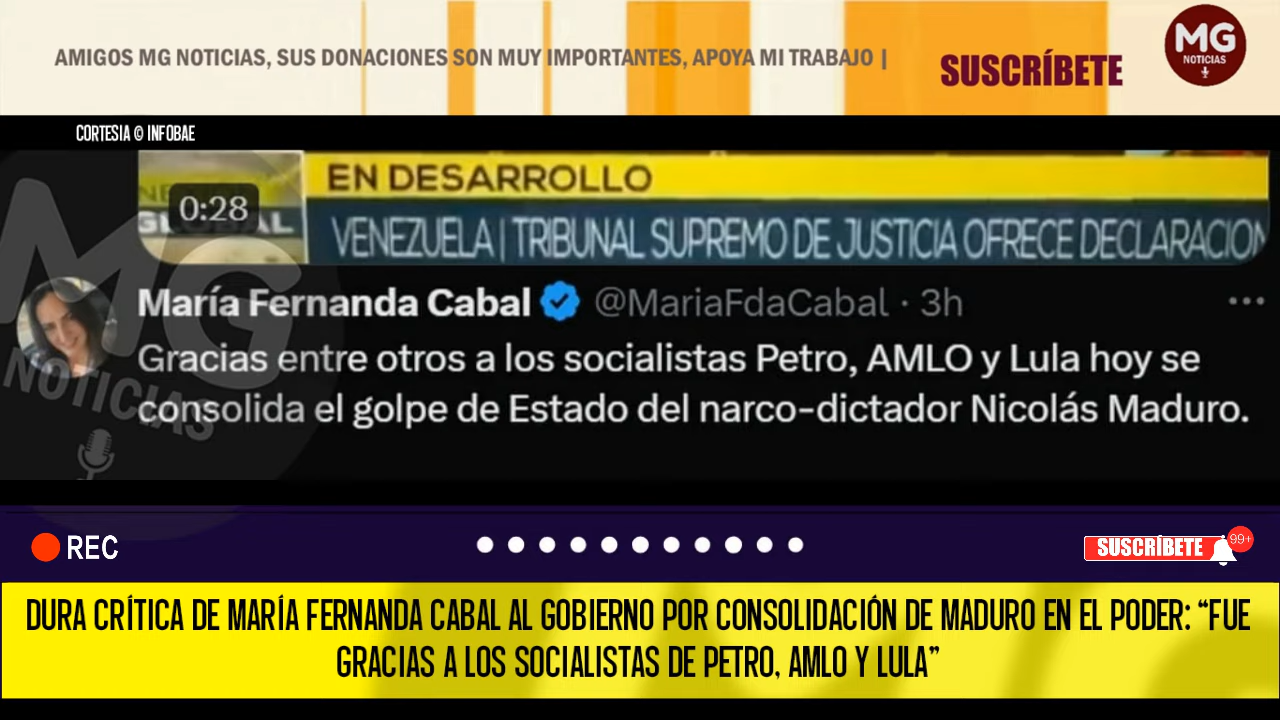 AMIGOS MG NOTICIAS, SUS DONACIONES SON MUY IMPORTANTES, APOYA MI TRABAJO |
SUSCRÍBETE
MG
NOTICIAS
CORTESIA © INFOBAE
EN DESARROLLO
0:28
GLOBAL
VENEZUELA | TRIBUNAL SUPREMO DE JUSTICIA OFRECE DECLARACION
María Fernanda Cabal @MariaFdaCabal · 3h
Gracias entre otros a los socialistas Petro, AMLO y Lula hoy se
consolida el golpe de Estado del narco-dictador Nicolás Maduro.
MG
NOTICIAS
REC
SUSCRÍBETE
99+
DURA CRÍTICA DE MARÍA FERNANDA CABAL AL GOBIERNO POR CONSOLIDACIÓN DE MADURO EN EL PODER: “FUE
GRACIAS A LOS SOCIALISTAS DE PETRO, AMLO Y LULA”